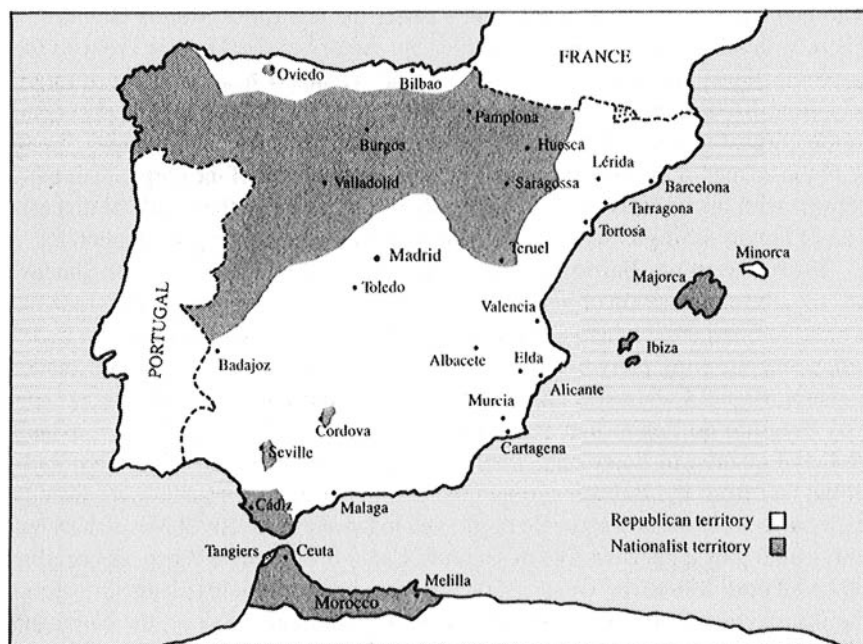 FRANCE
Oviedo
Bilbao
Pamplona
Burgos
Huesca
Lérida
Valladolid
Saragossa
Barcelona
Tarragona
Tortosa
Teruel
Madrid
Minorca
Majorca
Toledo
Valencia
PORTUGAL
Badajoz
Albacete
Elda
Ibiza
Alicante
Murcia
Cordova
Cartagena
Seville
Cádiz
Malaga
Republican territory
Nationalist territory
Tangiers
Ceuta
Melilla
Morocco